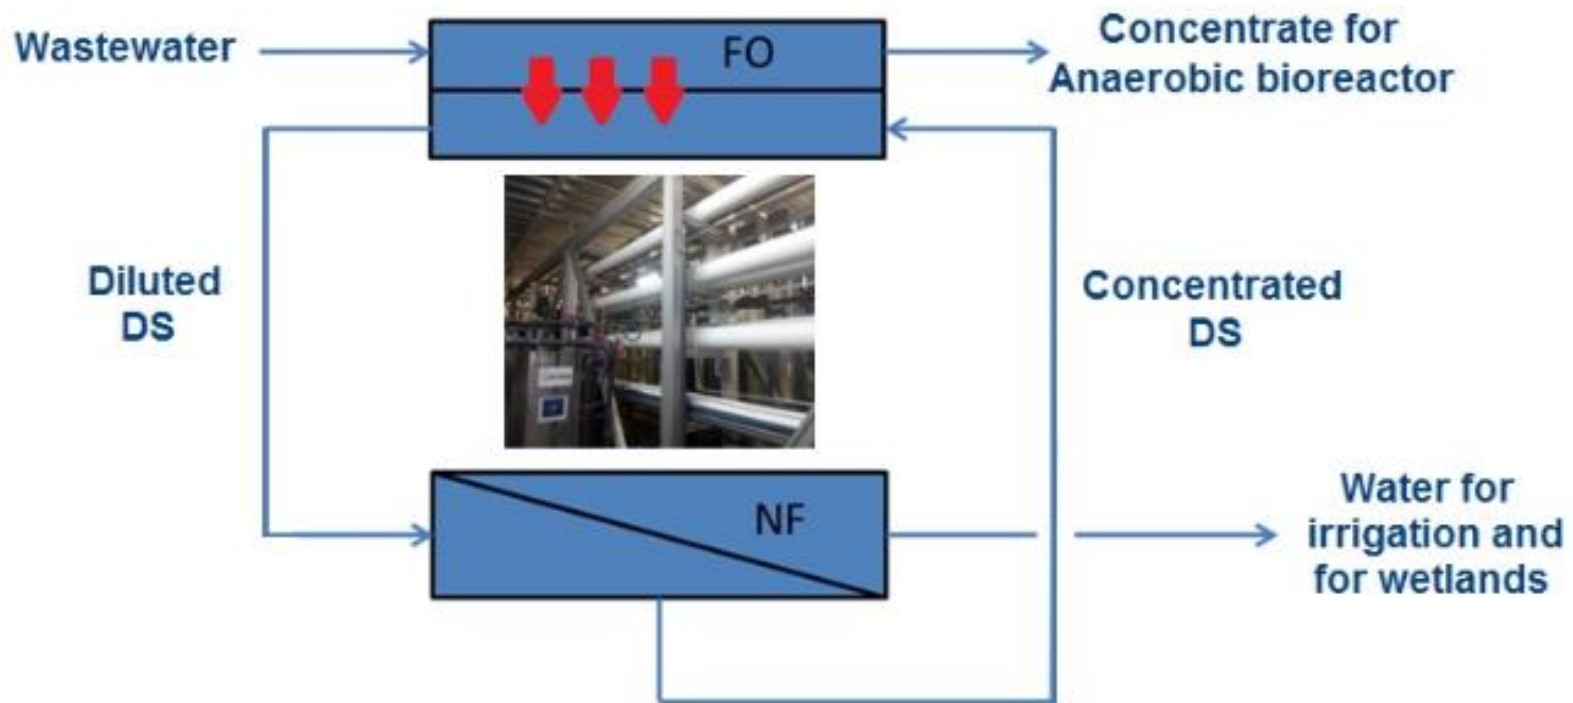 Wastewater
FO
Concentrate for
Anaerobic bioreactor
Diluted
DS
Concentrated
DS
NF
Water for
irrigation and
for wetlands